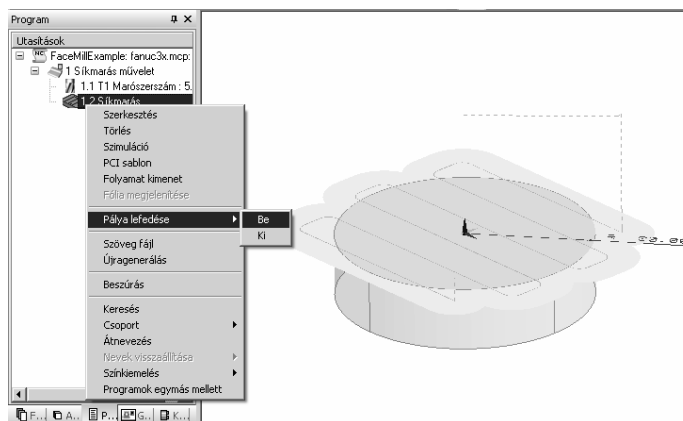 Program
Utasítások
FaceMillExample: fanuc3x.mcp:
1 Síkmarás művelet
1.1 T1 Marószerszám : 5.
1.2 Síkmarás
Szerkesztés
Törlés
Szimuláció
PCI sablon
Folyamat kimenet
Fólia megjelenítése
Pálya lefedése
Be
Ki
Szöveg fájl
Újragenerálás
Beszúrás
Keresés
Csoport
Átnevezés
Nevek visszaállítása
Színkiemelés
Programok egymás mellett
F... A... P... G... K...